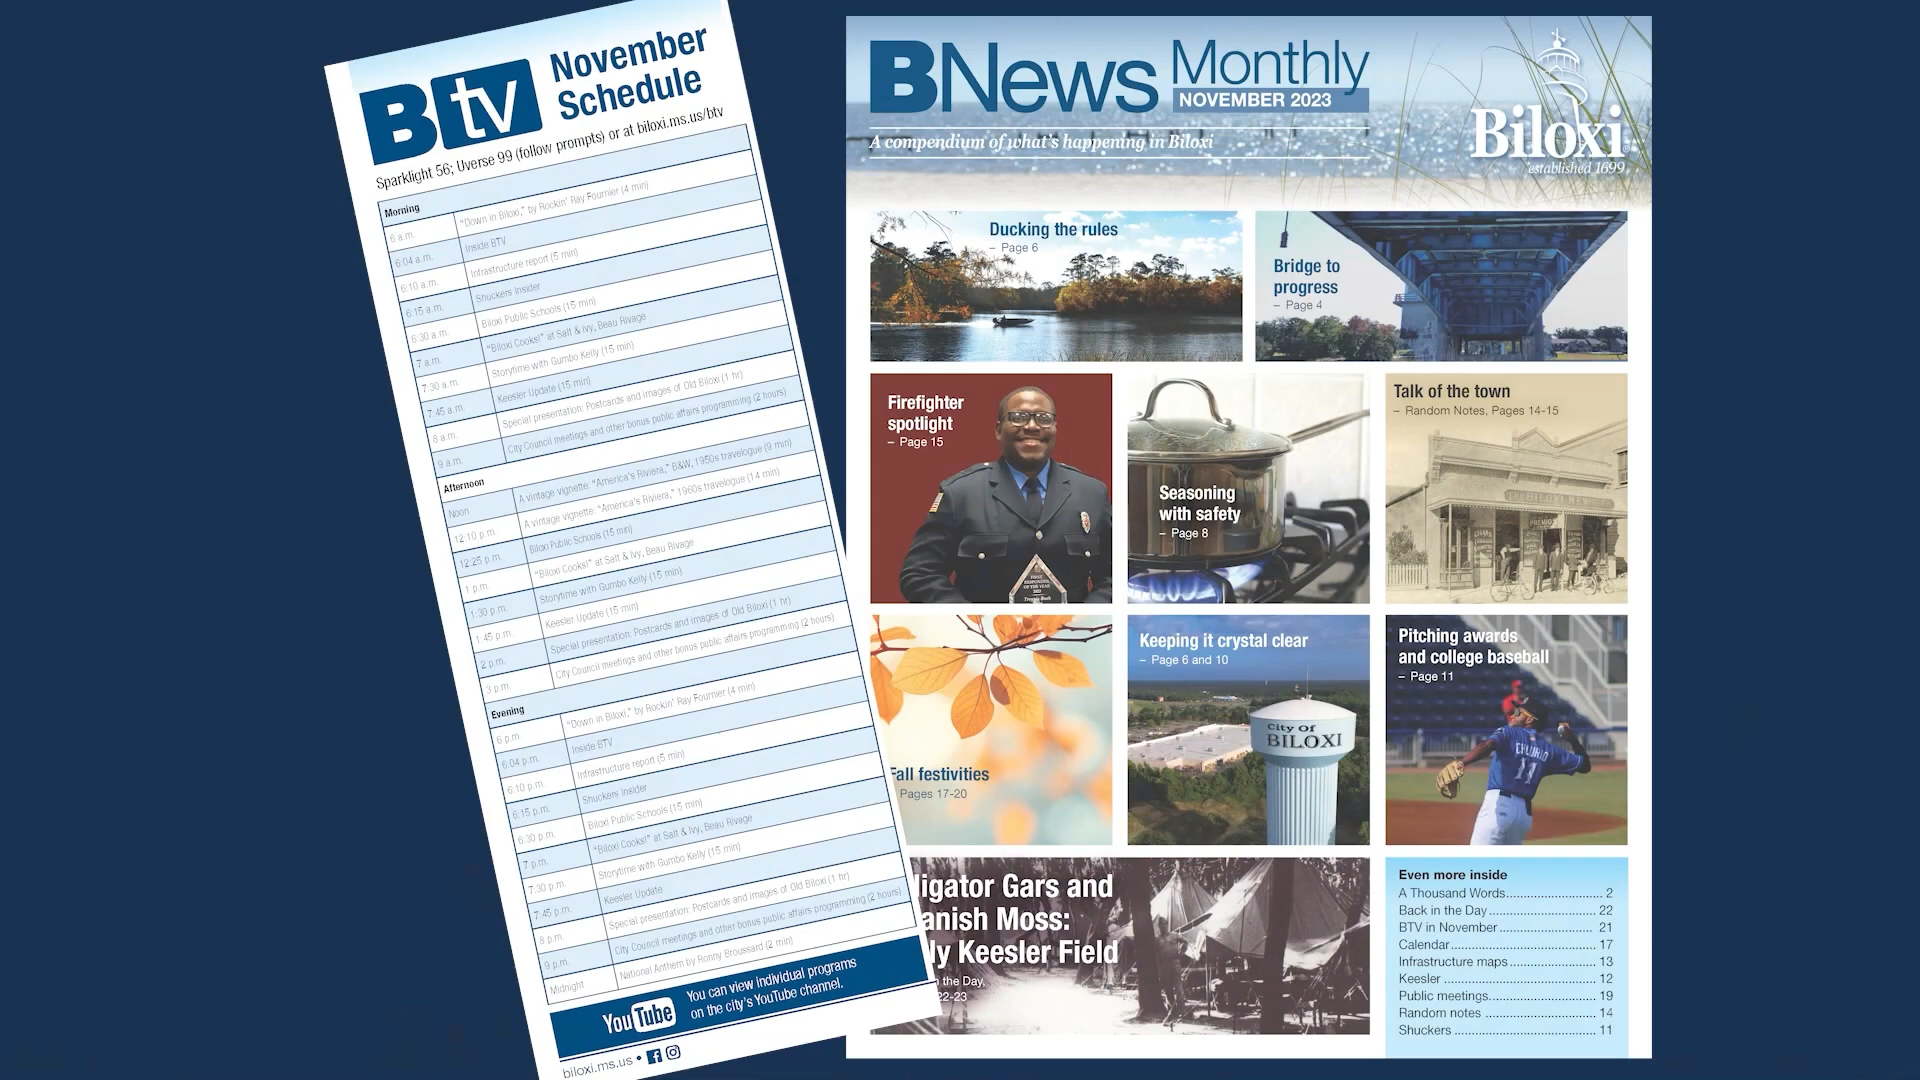 Btv
November
Schedule
Sparklight 56; Uverse 99 (follow prompts) or at biloxi.ms.us/btv
Morning
6 a.m. "Down in Biloxi," by Rockin' Ray Fournier (4 min)
6:04 a.m. Inside BTV
6:10 a.m. Infrastructure report (5 min)
6:15 a.m. Shuckers Insider
6:30 a.m. Biloxi Public Schools (15 min)
7 a.m. "Biloxi Cooks!" at Salt & Ivy, Beau Rivage
7:30 a.m. Storytime with Gumbo Kelly (15 min)
7:45 a.m. Keesler Update (15 min)
8 a.m. Special presentation: Postcards and images of Old Biloxi (1 hr)
9 a.m. City Council meetings and other bonus public affairs programming (2 hours)
Afternoon
Noon A vintage vignette: "America's Riviera," B&W, 1950s travelogue (9 min)
12:10 p.m. A vintage vignette: "America's Riviera," 1960s travelogue (14 min)
12:25 p.m. Biloxi Public Schools (15 min)
1 p.m. "Biloxi Cooks!" at Salt & Ivy, Beau Rivage
1:30 p.m. Storytime with Gumbo Kelly (15 min)
1:45 p.m. Keesler Update (15 min)
2 p.m. Special presentation: Postcards and images of Old Biloxi (1 hr)
3 p.m. City Council meetings and other bonus public affairs programming (2 hours)
Evening
6 p.m. "Down in Biloxi," by Rockin' Ray Fournier (4 min)
6:04 p.m. Inside BTV
6:10 p.m. Infrastructure report (5 min)
6:15 p.m. Shuckers Insider
6:30 p.m. Biloxi Public Schools (15 min)
7 p.m. "Biloxi Cooks!" at Salt & Ivy, Beau Rivage
7:30 p.m. Storytime with Gumbo Kelly (15 min)
7:45 p.m. Keesler Update
8 p.m. Special presentation: Postcards and images of Old Biloxi (1 hr)
9 p.m. City Council meetings and other bonus public affairs programming (2 hours)
Midnight National Anthem by Ronny Broussard (2 min)
YouTube
You can view individual programs
on the city's YouTube channel.
biloxi.ms.us •
BNews Monthly
NOVEMBER 2023
A compendium of what's happening in Biloxi
Biloxi
established 1699
Ducking the rules
– Page 6
Bridge to
progress
– Page 4
Firefighter
spotlight
– Page 15
FIRST
RESPONDER
OF THE YEAR
2023
Seasoning
with safety
– Page 8
Talk of the town
– Random Notes, Pages 14-15
Fall festivities
Pages 17-20
Keeping it crystal clear
– Page 6 and 10
City Of
BILOXI
Pitching awards
and college baseball
– Page 11
CHOURIO
11
ligator Gars and
anish Moss:
ly Keesler Field
the Day,
22-23
Even more inside
A Thousand Words............................ 2
Back in the Day............................... 22
BTV in November............................ 21
Calendar.......................................... 17
Infrastructure maps......................... 13
Keesler ............................................ 12
Public meetings............................... 19
Random notes ................................ 14
Shuckers ......................................... 11